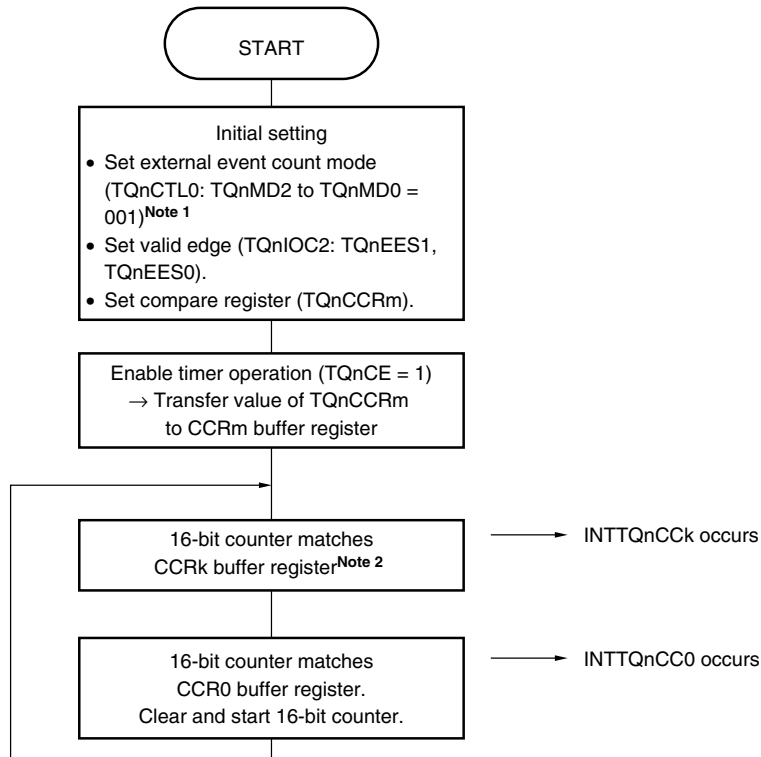 START
Initial setting
• Set external event count mode
(TQnCTL0: TQnMD2 to TQnMD0 =
001)Note 1
• Set valid edge (TQnIOC2: TQnEES1,
TQnEES0).
• Set compare register (TQnCCRm).
Enable timer operation (TQnCE = 1)
→ Transfer value of TQnCCRm
to CCRm buffer register
16-bit counter matches
CCRk buffer registerNote 2
INTTQnCCk occurs
16-bit counter matches
CCR0 buffer register.
Clear and start 16-bit counter.
INTTQnCC0 occurs